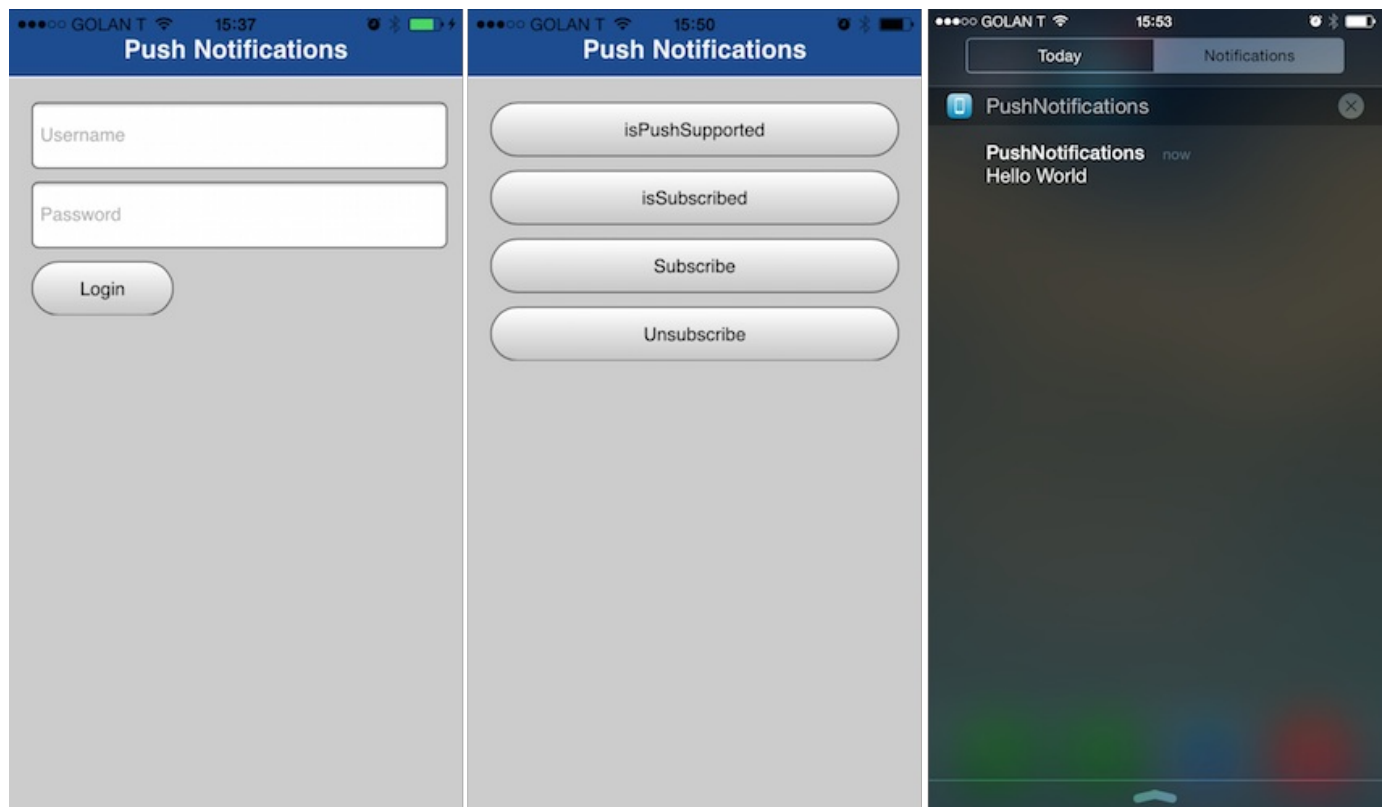 GOLAN T 15:37
Push Notifications
Username
Password
Login
GOLAN T 15:50
Push Notifications
isPushSupported
isSubscribed
Subscribe
Unsubscribe
GOLAN T 15:53
Today Notifications
PushNotifications
PushNotifications now
Hello World